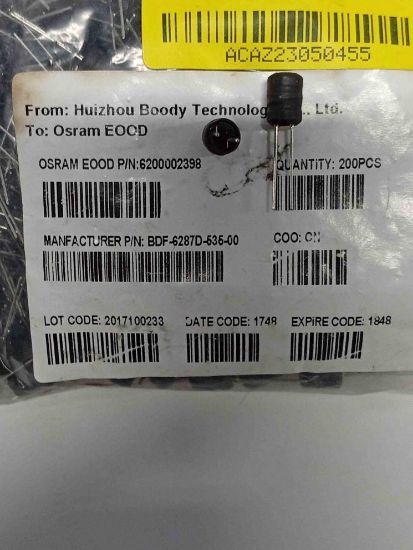 ACAZ23050455
From: Huizhou Boody Technolog ., Ltd.
To: Osram EOOD
OSRAM EOOD P/N:6200002398
QUANTITY: 200PCS
MANFACTURER P/N: BDF-6287D-535-00
COO: CN
LOT CODE: 2017100233
DATE CODE: 1748
EXPIRE CODE: 1848